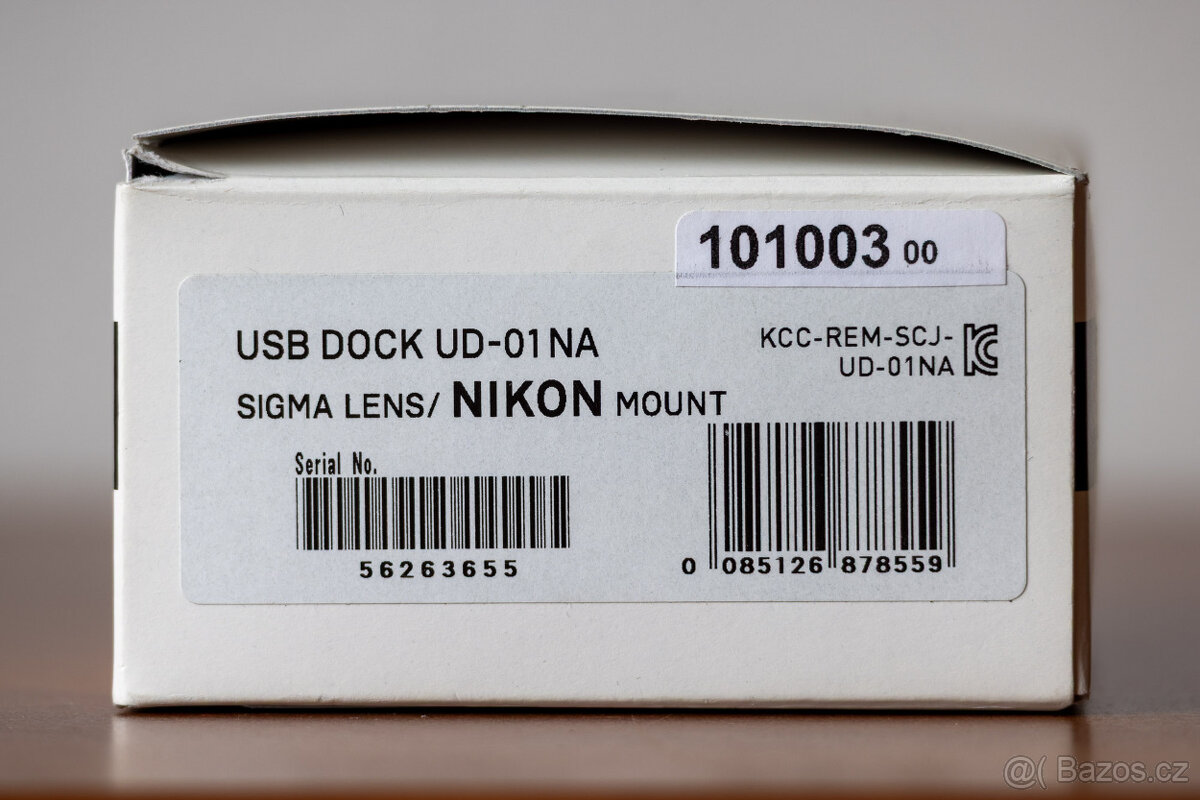 101003 00
USB DOCK UD-01NA
SIGMA LENS/ NIKON MOUNT
KCC-REM-SCJ-
UD-01NA
Serial No.
56263655
0 085126 878559
@( Bazos.cz